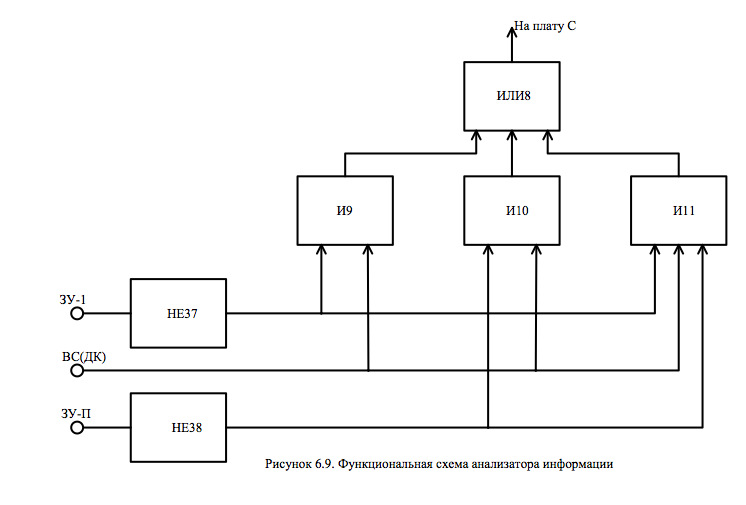 На плату С
ИЛИ8
И9
И10
И11
ЗУ-1
НЕ37
ВС(ДК)
ЗУ-П
НЕ38
Рисунок 6.9. Функциональная схема анализатора информации